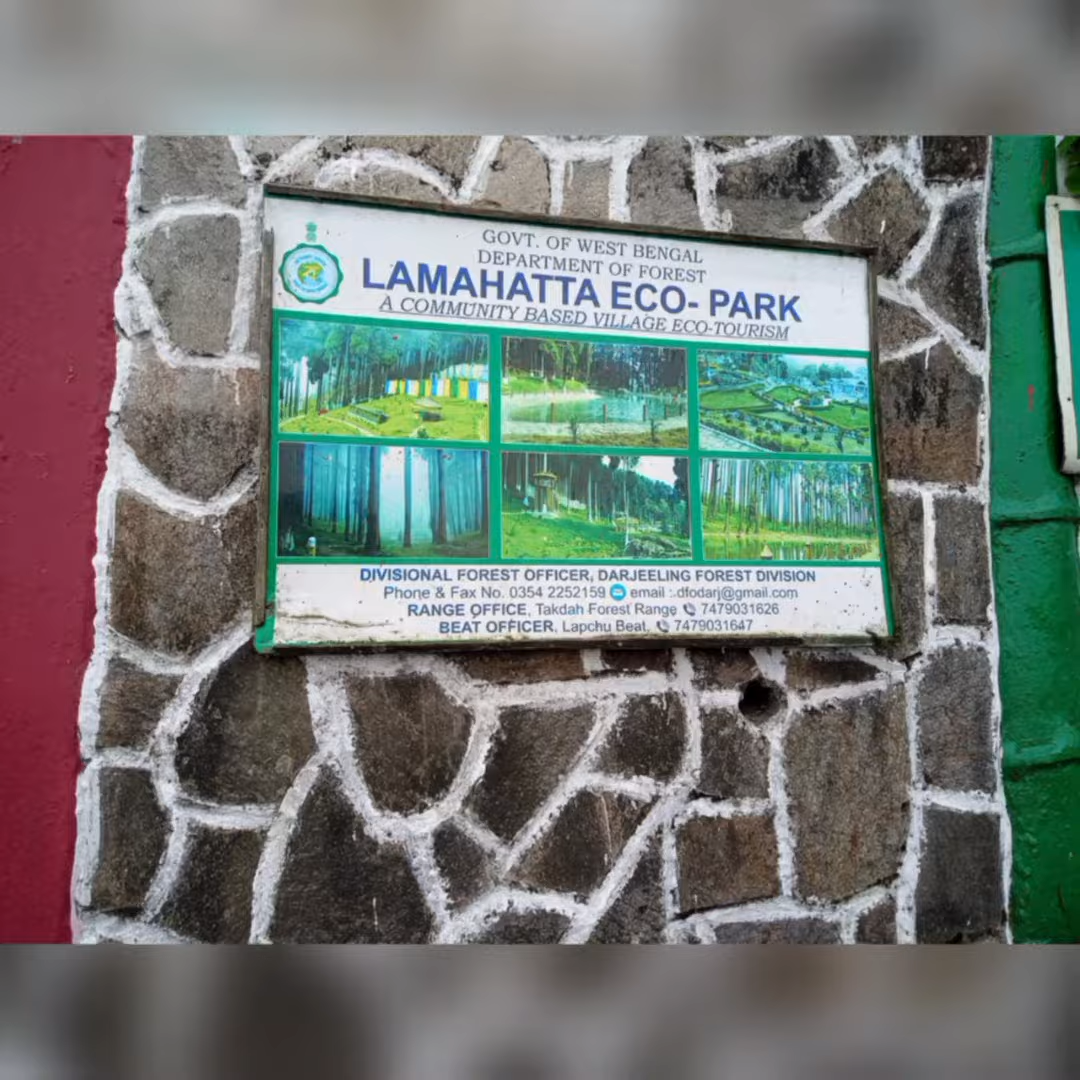 GOVT. OF WEST BENGAL
DEPARTMENT OF FOREST
LAMAHATTA ECO- PARK
A COMMUNITY BASED VILLAGE ECO-TOURISM
DIVISIONAL FOREST OFFICER, DARJEELING FOREST DIVISION
Phone & Fax No. 0354 2252159 email :.dfodarj@gmail.com
RANGE OFFICE, Takdah Forest Range 7479031626
BEAT OFFICER, Lapchu Beat, 7479031647